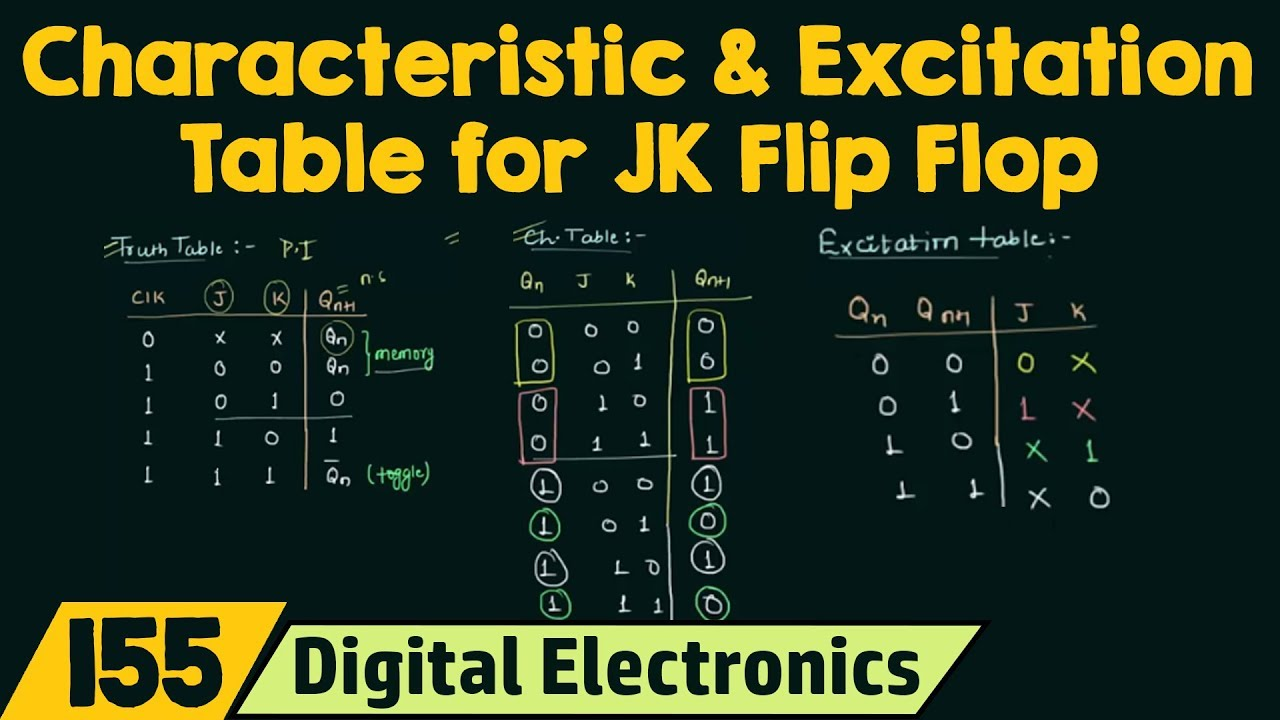 Characteristic & Excitation
Table for JK Flip Flop
Truth Table :- P.I
n.s
CIK J K Qn+1
0 x x Qn
1 0 0 Qn
memory
1 0 1 0
1 1 0 1
1 1 1 Q̅n (toggle)
Ch. Table :-
Qn J K Qn+1
0 0 0 0
0 0 1 0
0 1 0 1
0 1 1 1
1 0 0 1
1 0 1 0
1 1 0 1
1 1 1 0
Excitation table :-
Qn Qn+1 J K
0 0 0 X
0 1 1 X
1 0 X 1
1 1 X 0
155
Digital Electronics